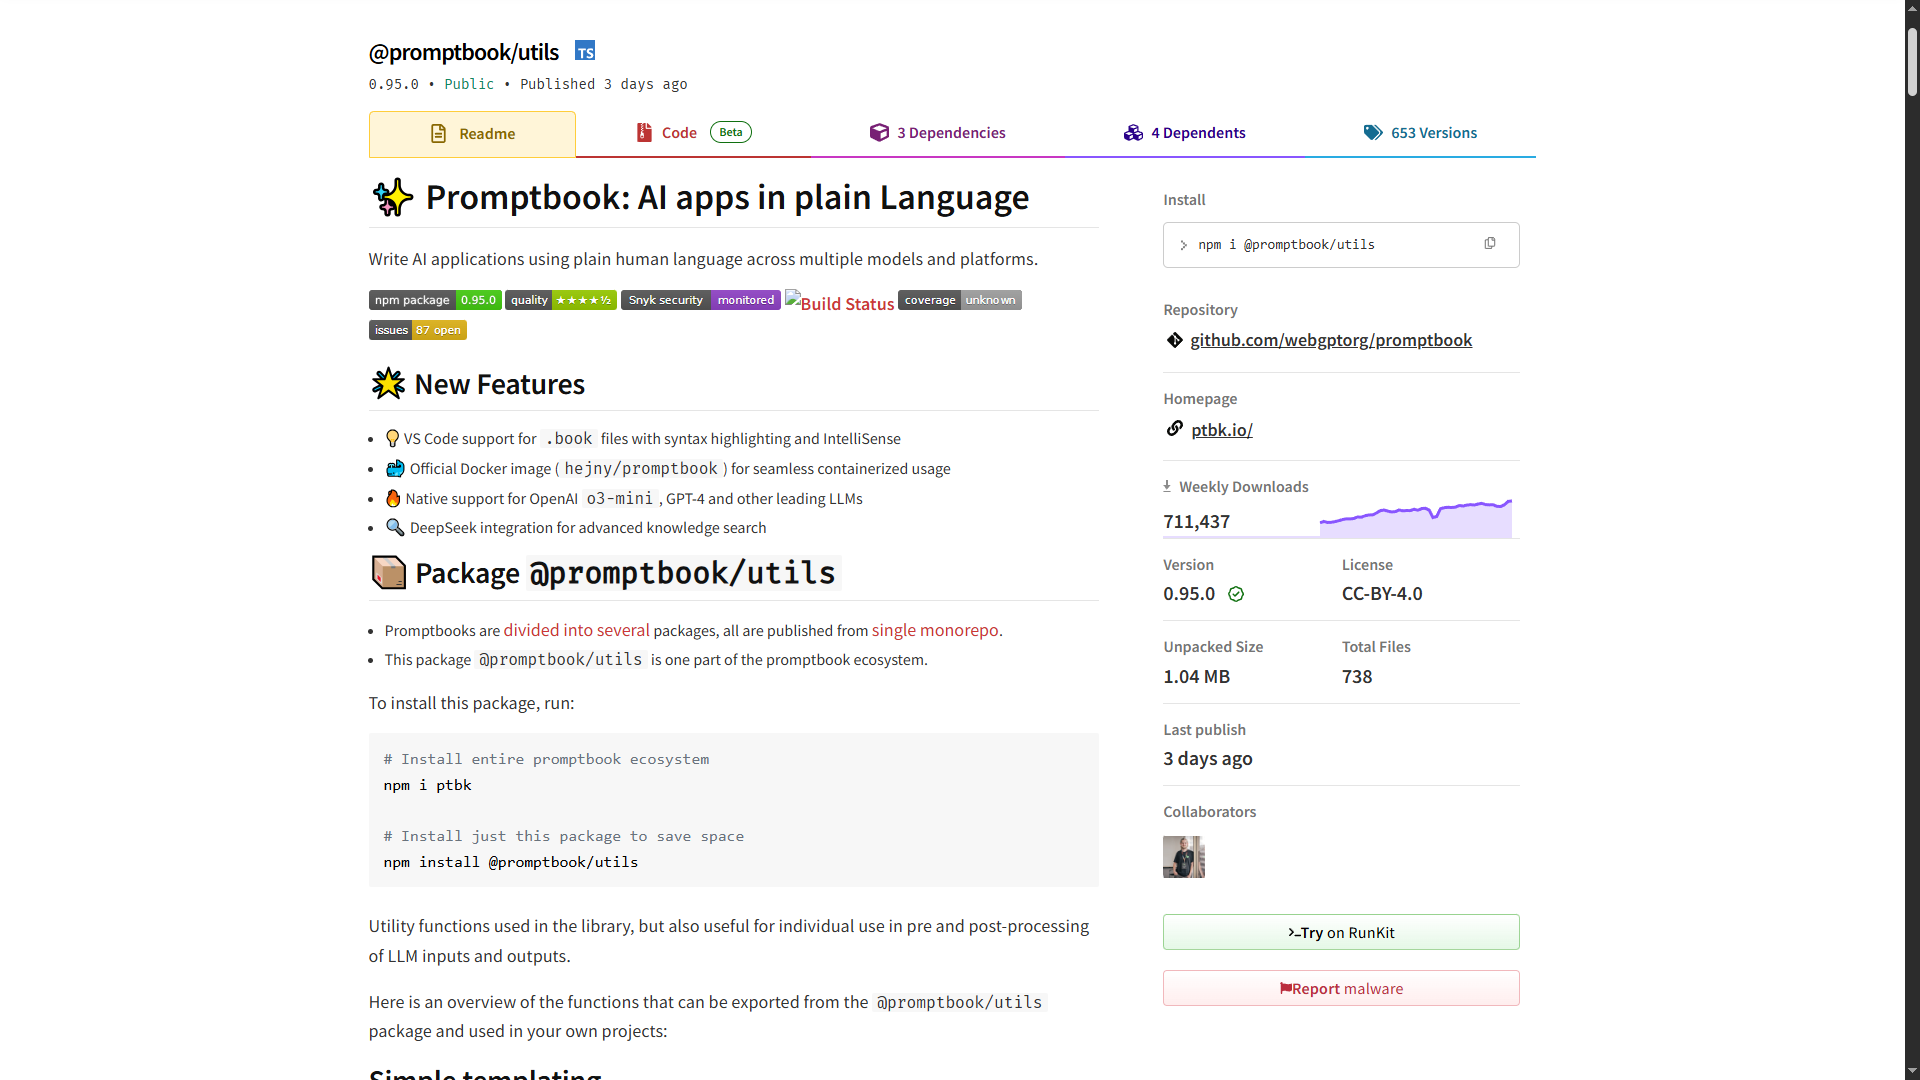 @promptbook/utils TS
0.95.0 • Public • Published 3 days ago
Readme
Code Beta
3 Dependencies
4 Dependents
653 Versions
✨ Promptbook: AI apps in plain Language
Write AI applications using plain human language across multiple models and platforms.
npm package 0.95.0 quality ★★★★½ Snyk security monitored Build Status coverage unknown
issues 87 open
🌟 New Features
• 💡 VS Code support for .book files with syntax highlighting and IntelliSense
• 🐳 Official Docker image ( hejny/promptbook ) for seamless containerized usage
• 🔥 Native support for OpenAI o3-mini , GPT-4 and other leading LLMs
• 🔍 DeepSeek integration for advanced knowledge search
📦 Package @promptbook/utils
• Promptbooks are divided into several packages, all are published from single monorepo.
• This package @promptbook/utils is one part of the promptbook ecosystem.
To install this package, run:
# Install entire promptbook ecosystem
npm i ptbk
# Install just this package to save space
npm install @promptbook/utils
Utility functions used in the library, but also useful for individual use in pre and post-processing
of LLM inputs and outputs.
Here is an overview of the functions that can be exported from the @promptbook/utils
package and used in your own projects:
Simple templating
Install
npm i @promptbook/utils
Repository
github.com/webgptorg/promptbook
Homepage
ptbk.io/
Weekly Downloads
711,437
Version
0.95.0
License
CC-BY-4.0
Unpacked Size
1.04 MB
Total Files
738
Last publish
3 days ago
Collaborators
Try on RunKit
Report malware